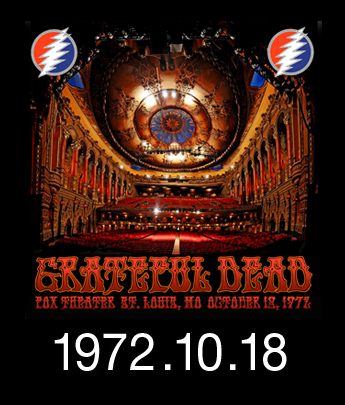 GRATEFUL DEAD
FOX THEATER ST. LOUIS, MO OCTOBER 18, 1972
1972.10.18